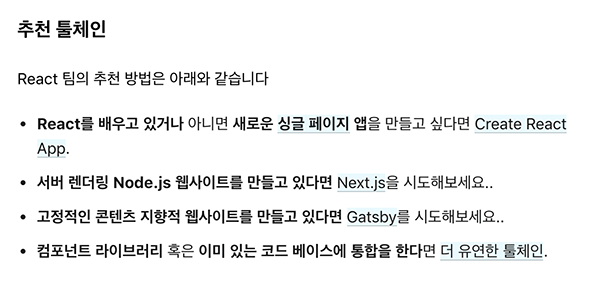 추천 툴체인
React 팀의 추천 방법은 아래와 같습니다
• React를 배우고 있거나 아니면 새로운 싱글 페이지 앱을 만들고 싶다면 Create React
App.
• 서버 렌더링 Node.js 웹사이트를 만들고 있다면 Next.js을 시도해보세요..
• 고정적인 콘텐츠 지향적 웹사이트를 만들고 있다면 Gatsby를 시도해보세요..
• 컴포넌트 라이브러리 혹은 이미 있는 코드 베이스에 통합을 한다면 더 유연한 툴체인.